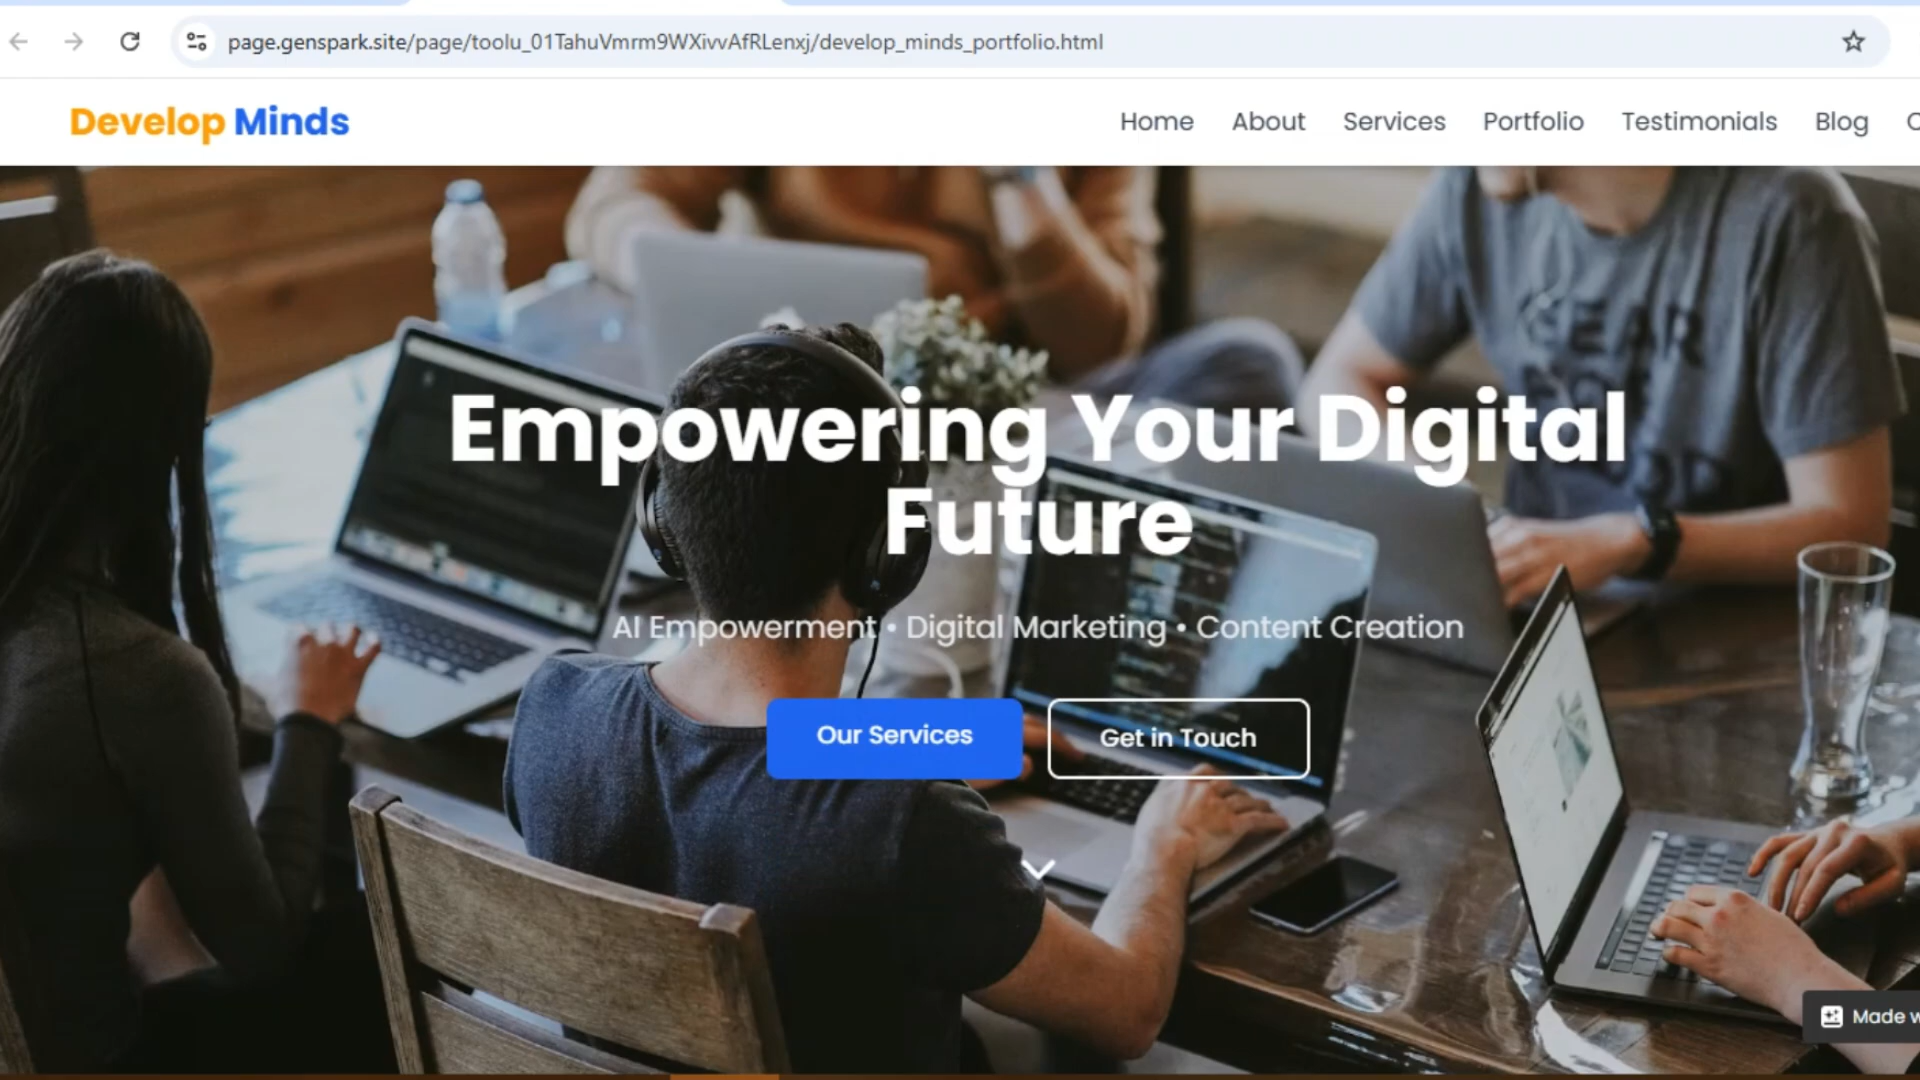 page.genspark.site/page/toolu_01TahuVmrm9WXivvAfRLenxj/develop_minds_portfolio.html
Develop Minds
Home About Services Portfolio Testimonials Blog
Empowering Your Digital
Future
AI Empowerment • Digital Marketing • Content Creation
Our Services
Get in Touch
Made